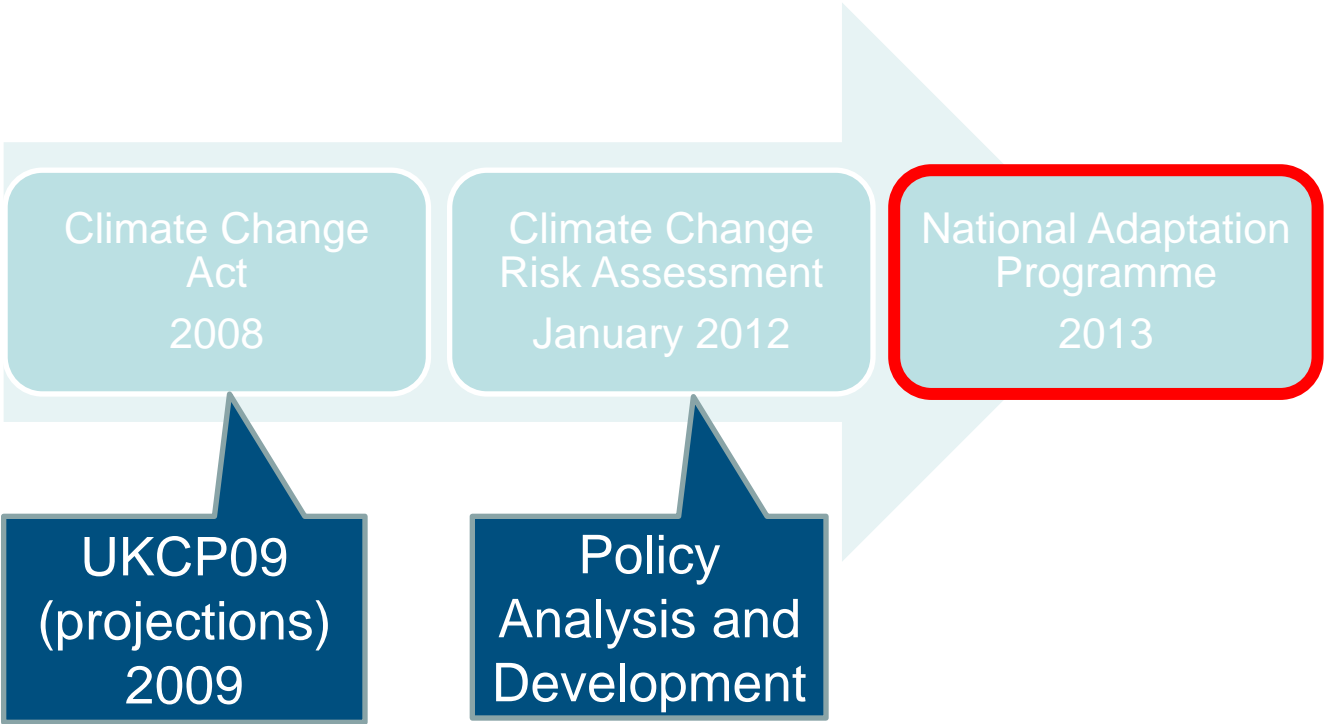 Climate Change
Act
2008
Climate Change
Risk Assessment
January 2012
National Adaptation
Programme
2013
UKCP09
(projections)
2009
Policy
Analysis and
Development